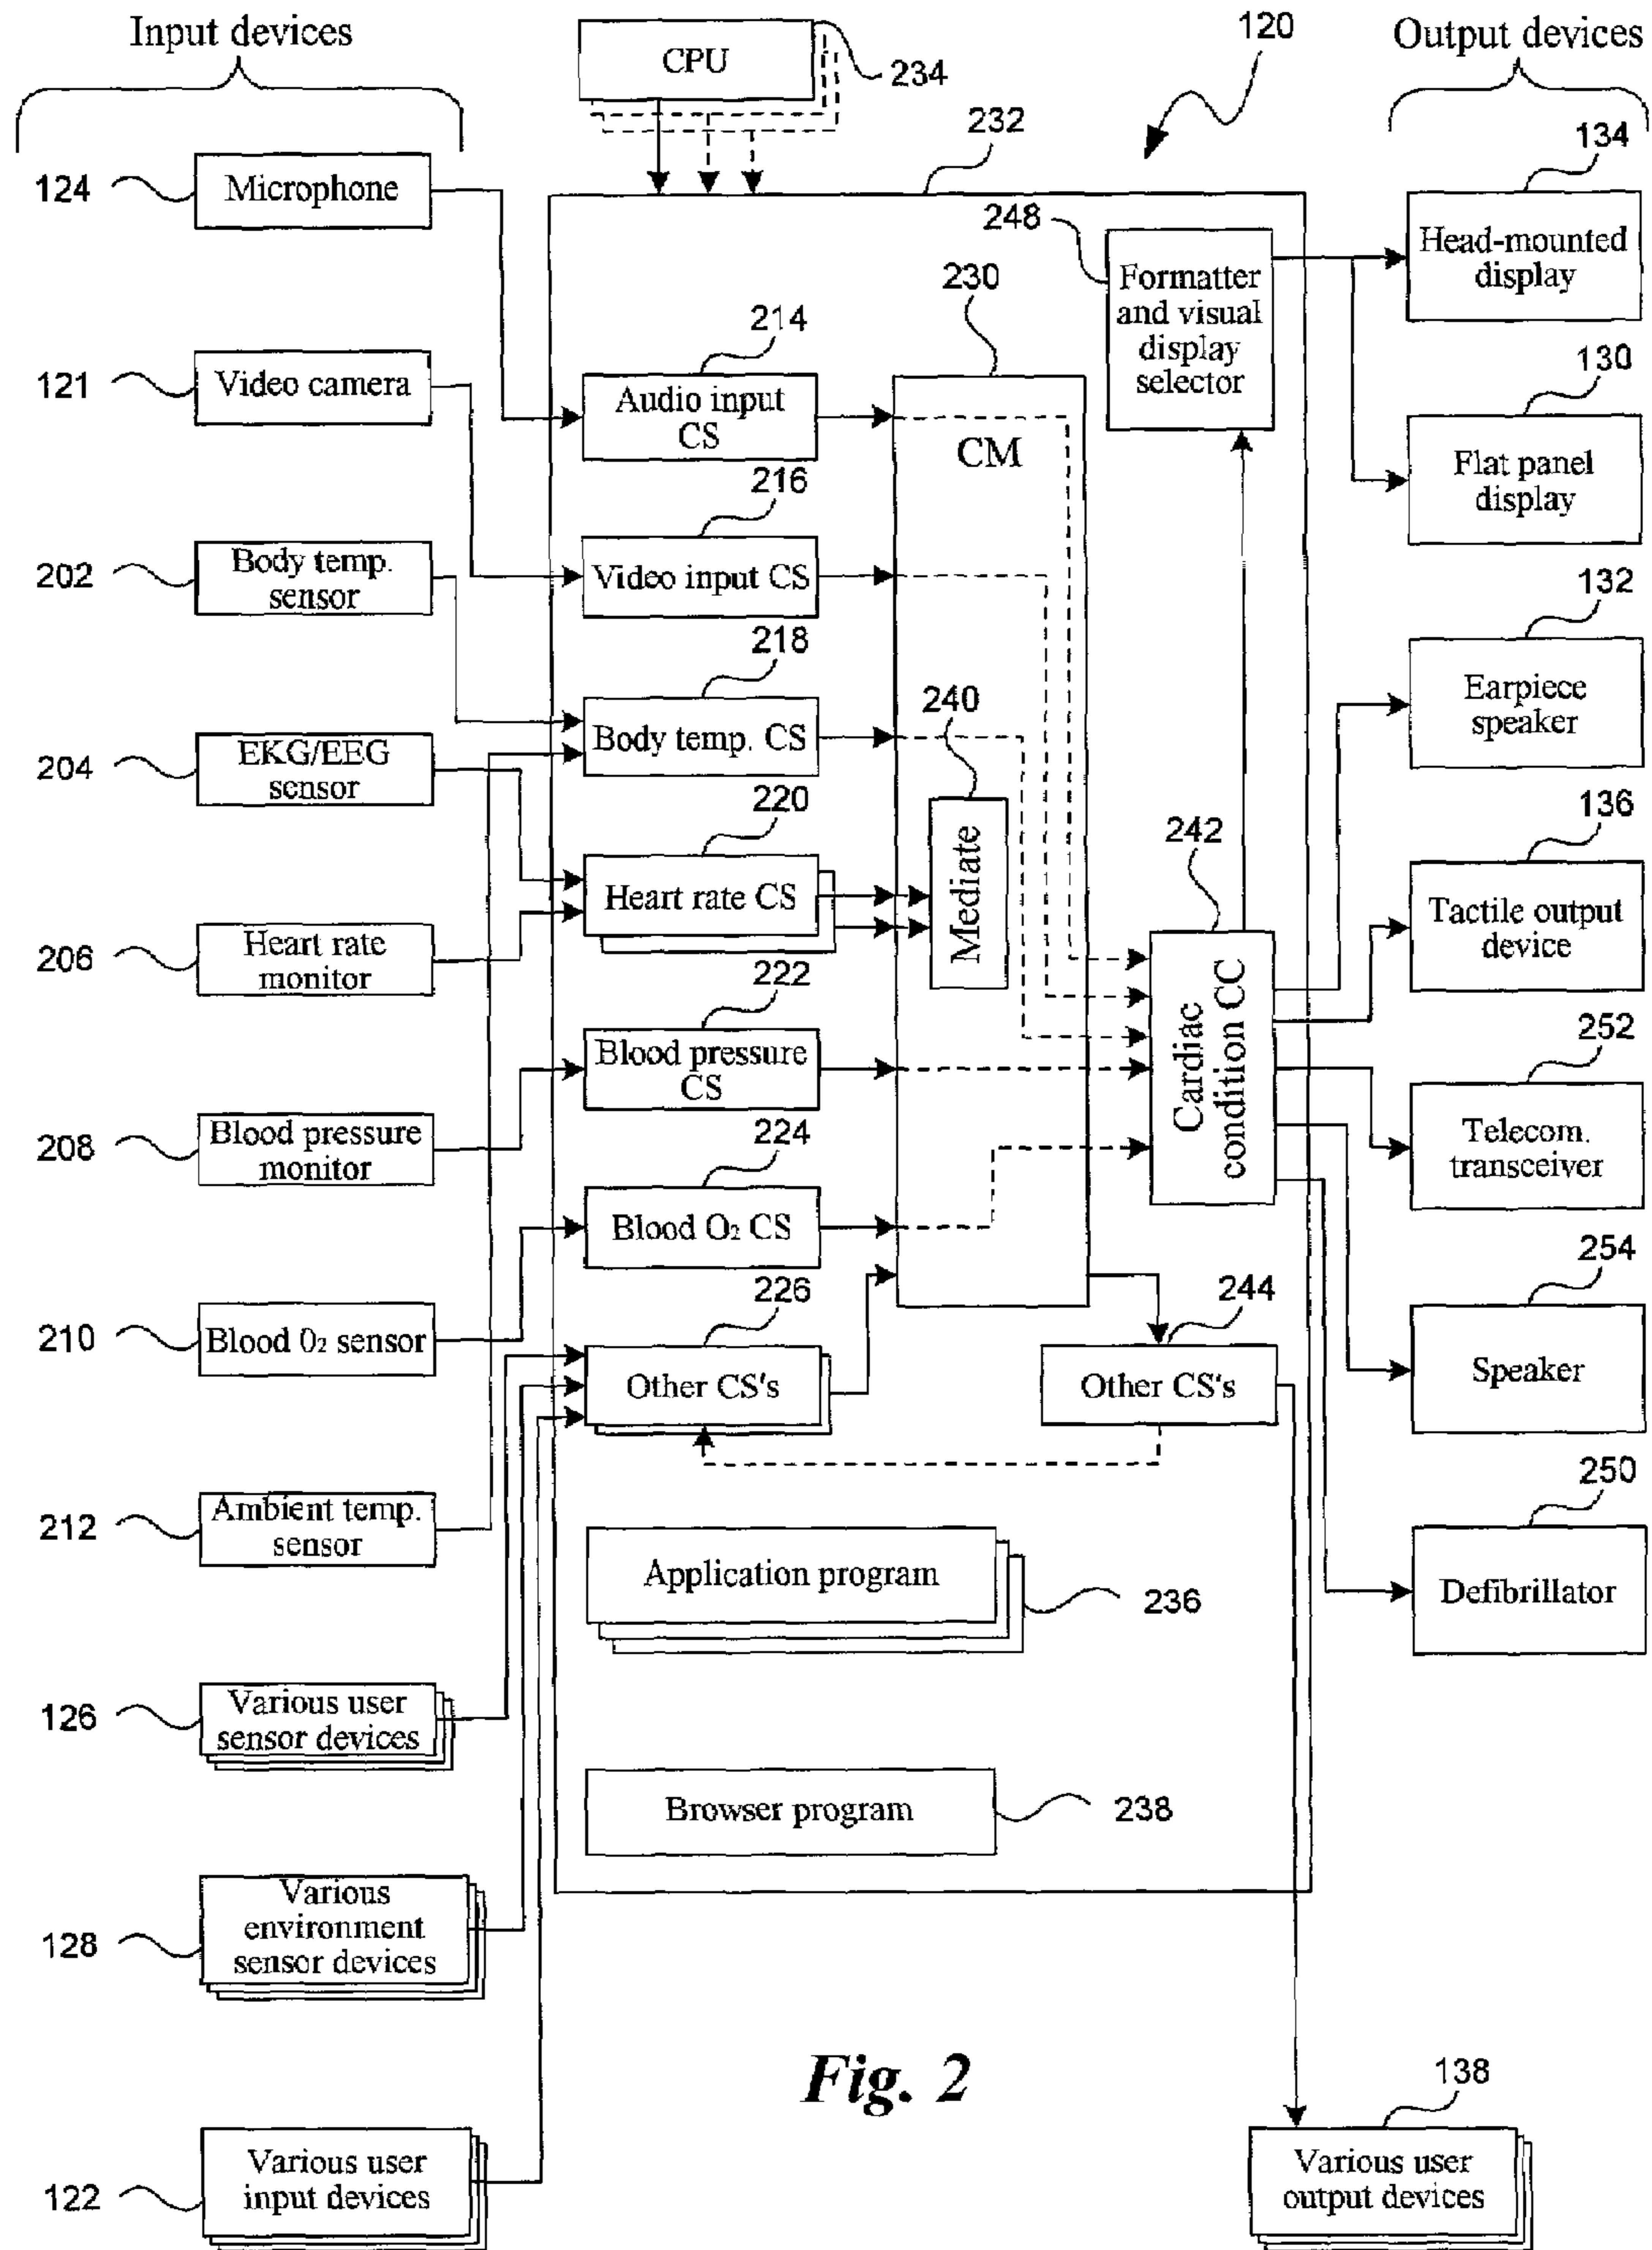 Input devices
CPU
234
120
Output devices
232
134
124
Microphone
248
Head-mounted
display
230
Formatter
and visual
display
selector
214
130
121
Video camera
Audio input
CS
CM
Flat panel
display
216
202
Body temp.
sensor
Video input CS
132
218
240
Earpiece
speaker
204
EKG/EEG
sensor
Body temp. CS
220
Mediate
242
136
Heart rate CS
Tactile output
device
206
Heart rate
monitor
222
Cardiac
condition CC
252
Blood pressure
CS
208
Blood pressure
monitor
224
Telecom.
transceiver
Blood O₂ CS
254
210
Blood 0₂ sensor
226
244
Other CS's
Other CS's
Speaker
250
212
Ambient temp.
sensor
Application program
236
Defibrillator
126
Various user
sensor devices
Browser program
238
128
Various
environment
sensor devices
Fig. 2
138
122
Various user
input devices
Various user
output devices